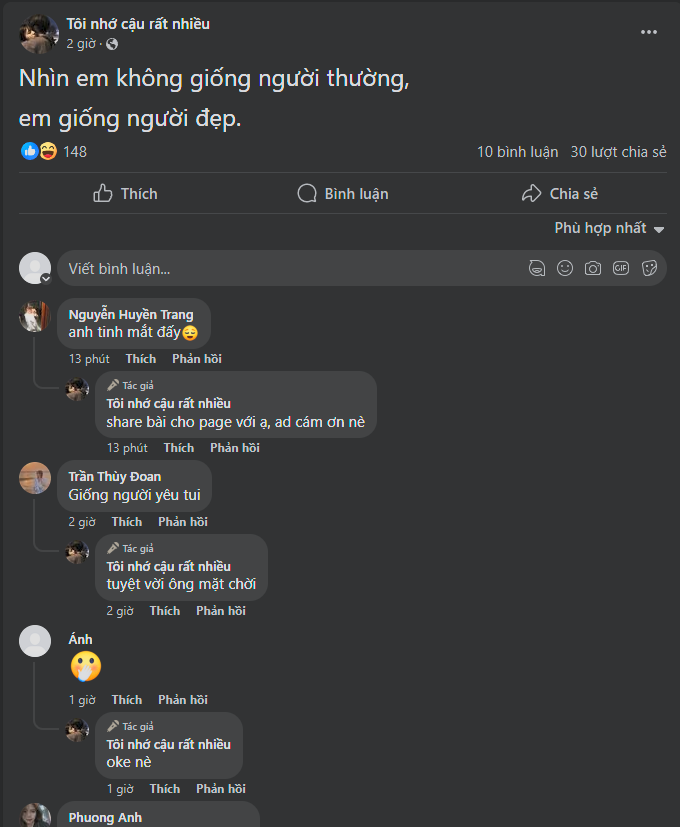 Tôi nhớ cậu rất nhiều
2 giờ ·
Nhìn em không giống người thường,
em giống người đẹp.
148
10 bình luận 30 lượt chia sẻ
Thích Bình luận Chia sẻ
Phù hợp nhất
Viết bình luận...
GIF
Nguyễn Huyền Trang
anh tinh mắt đấy😌
13 phút Thích Phản hồi
Tác giả
Tôi nhớ cậu rất nhiều
share bài cho page với ạ, ad cám ơn nè
13 phút Thích Phản hồi
Trần Thùy Đoan
Giống người yêu tui
2 giờ Thích Phản hồi
Tác giả
Tôi nhớ cậu rất nhiều
tuyệt vời ông mặt chời
2 giờ Thích Phản hồi
Ánh
1 giờ Thích Phản hồi
Tác giả
Tôi nhớ cậu rất nhiều
oke nè
1 giờ Thích Phản hồi
Phuong Anh